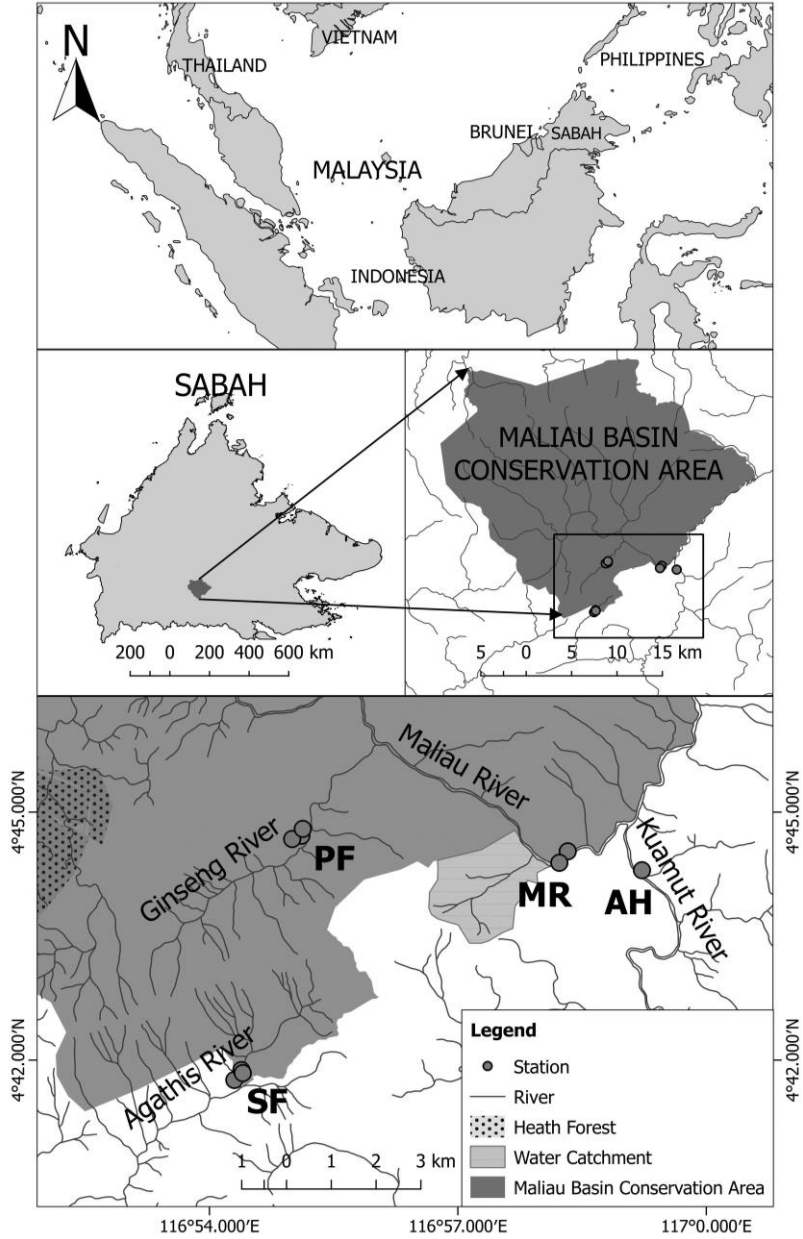 N
VIETNAM
THAILAND
PHILIPPINES
BRUNEI
SABAH
MALAYSIA
INDONESIA
SABAH
200 0 200 400 600 km
MALIAU BASIN
CONSERVATION AREA
5 0 5 10 15 km
Maliau River
4°45.000'N
4°45.000'N
Ginseng River
PF
MR
AH
Kuamut River
4°42.000'N
4°42.000'N
Agathis River
SF
1 0 1 2 3 km
Legend
Station
River
Heath Forest
Water Catchment
Maliau Basin Conservation Area
116°54.000'E
116°57.000'E
117°0.000'E